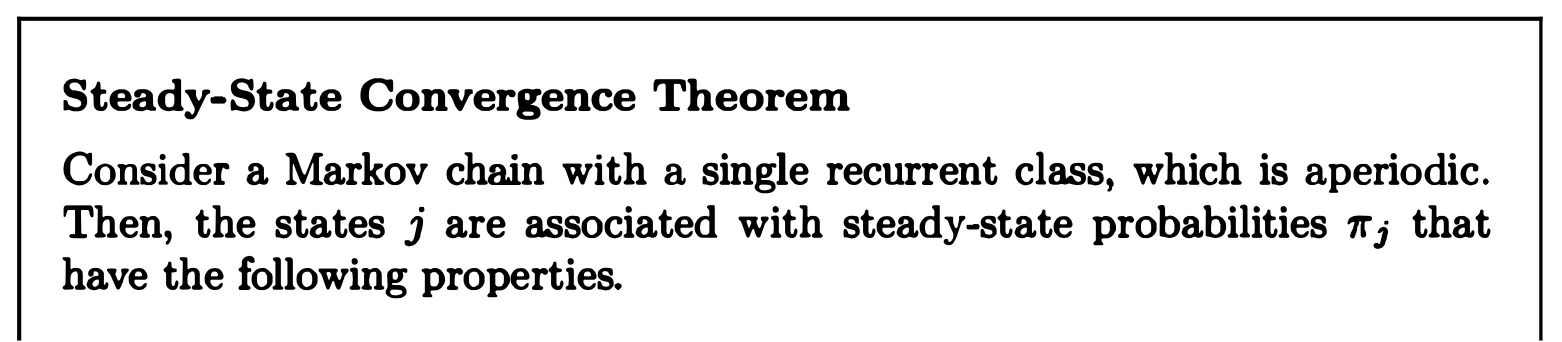 Steady-State Convergence Theorem
Consider a Markov chain with a single recurrent class, which is aperiodic.
Then, the states j are associated with steady-state probabilities πj that
have the following properties.